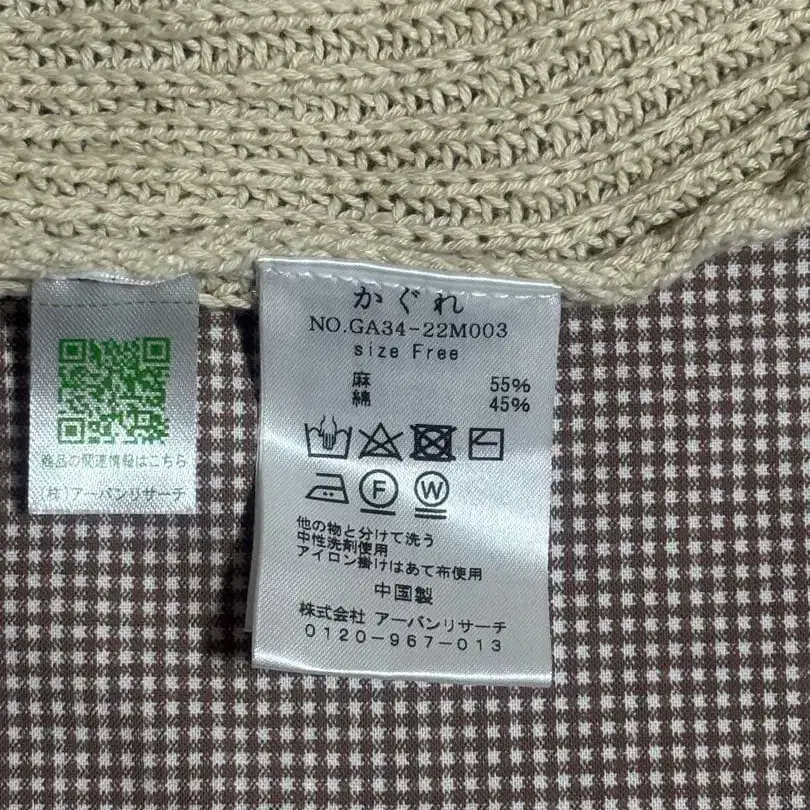 かぐれ
NO.GA34-22M003
size Free
麻 55%
綿 45%
F W
他の物と分けて洗う
中性洗剤使用
アイロン掛けはあて布使用
中国製
株式会社 アーバンリサーチ
0120-967-013
商品の関連情報はこちら
(株)アーバンリサーチ